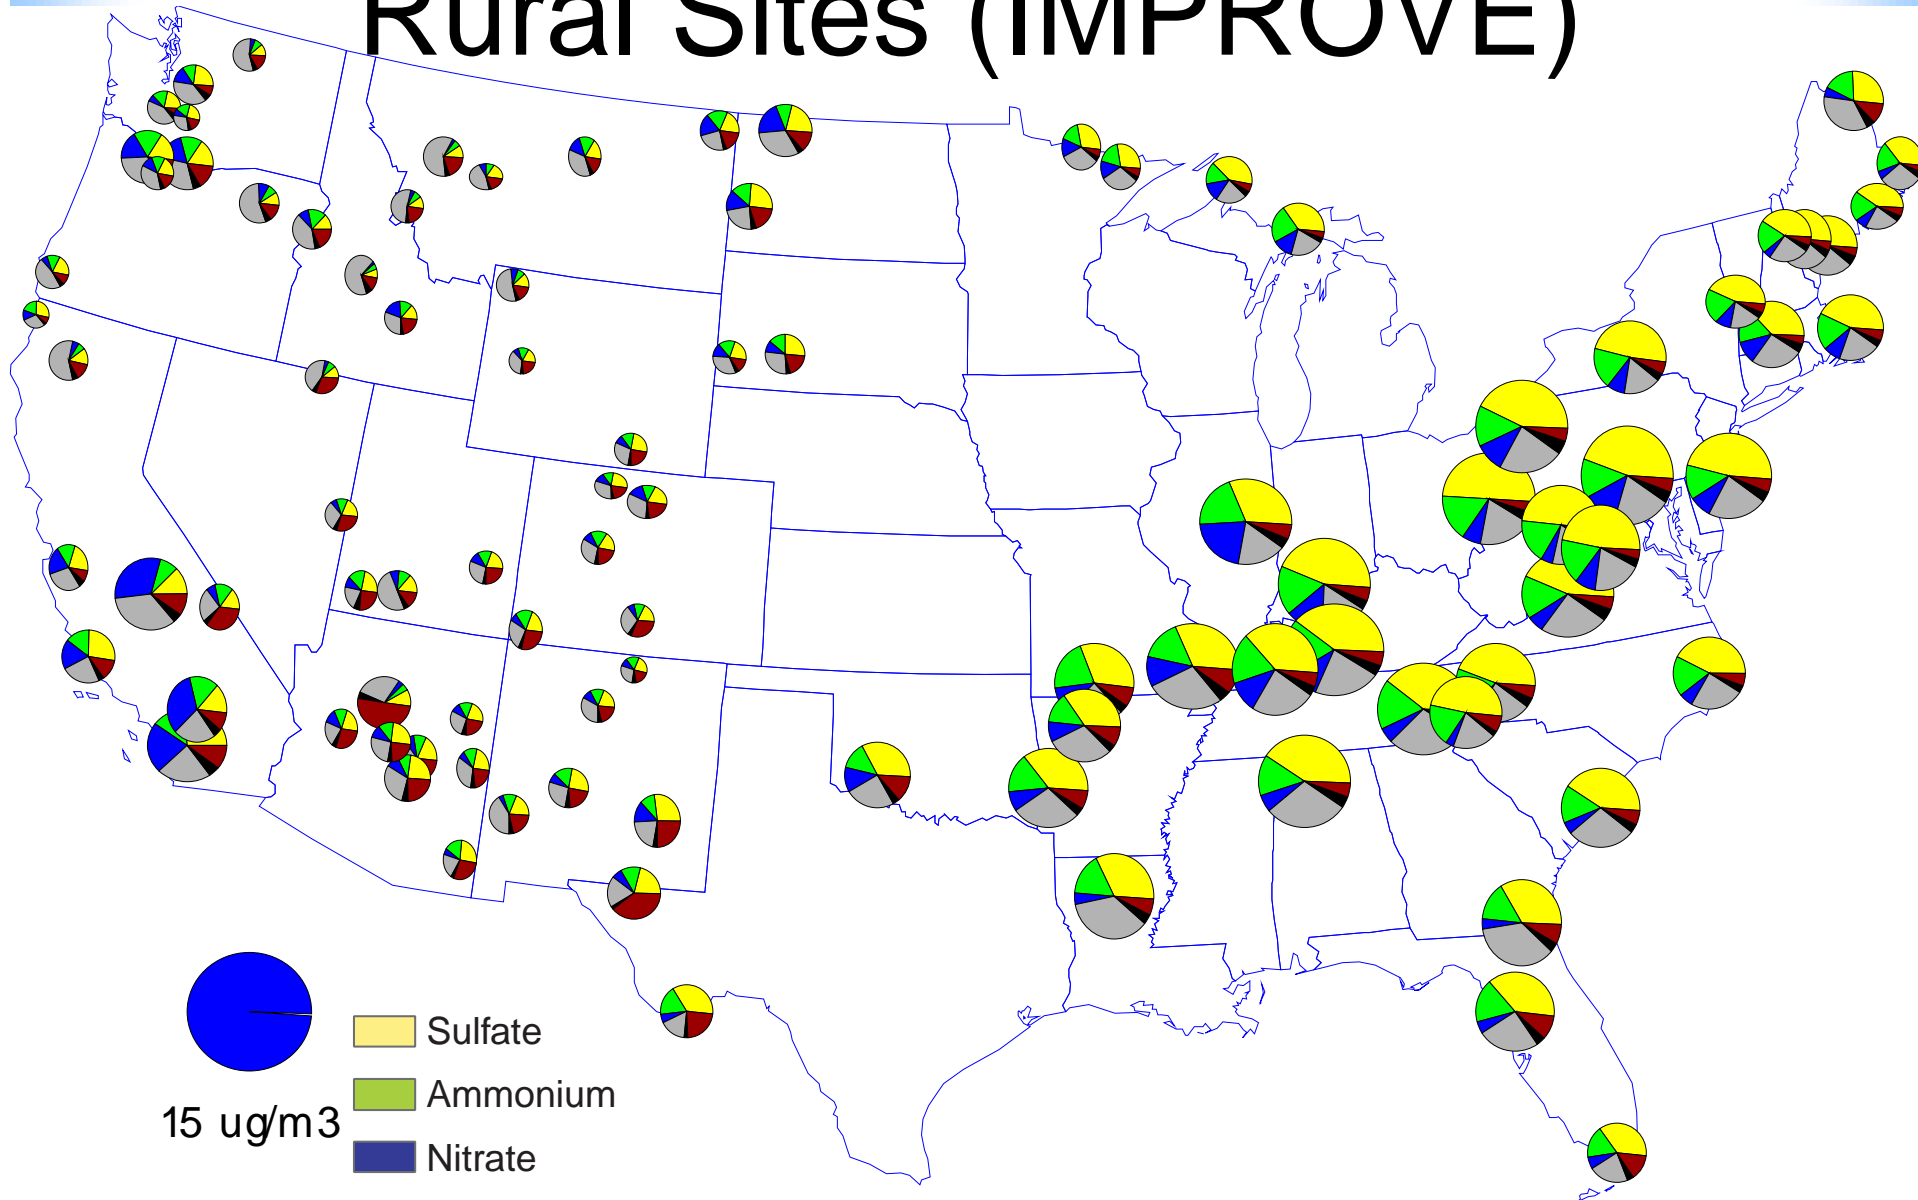 Rural Sites (IMPROVE)
Sulfate
Ammonium
15 ug/m3
Nitrate